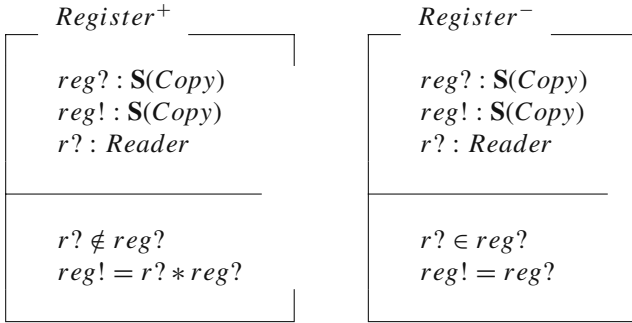 Register⁺
reg? : S(Copy)
reg! : S(Copy)
r? : Reader
r? ∉ reg?
reg! = r? ∗ reg?
Register⁻
reg? : S(Copy)
reg! : S(Copy)
r? : Reader
r? ∈ reg?
reg! = reg?